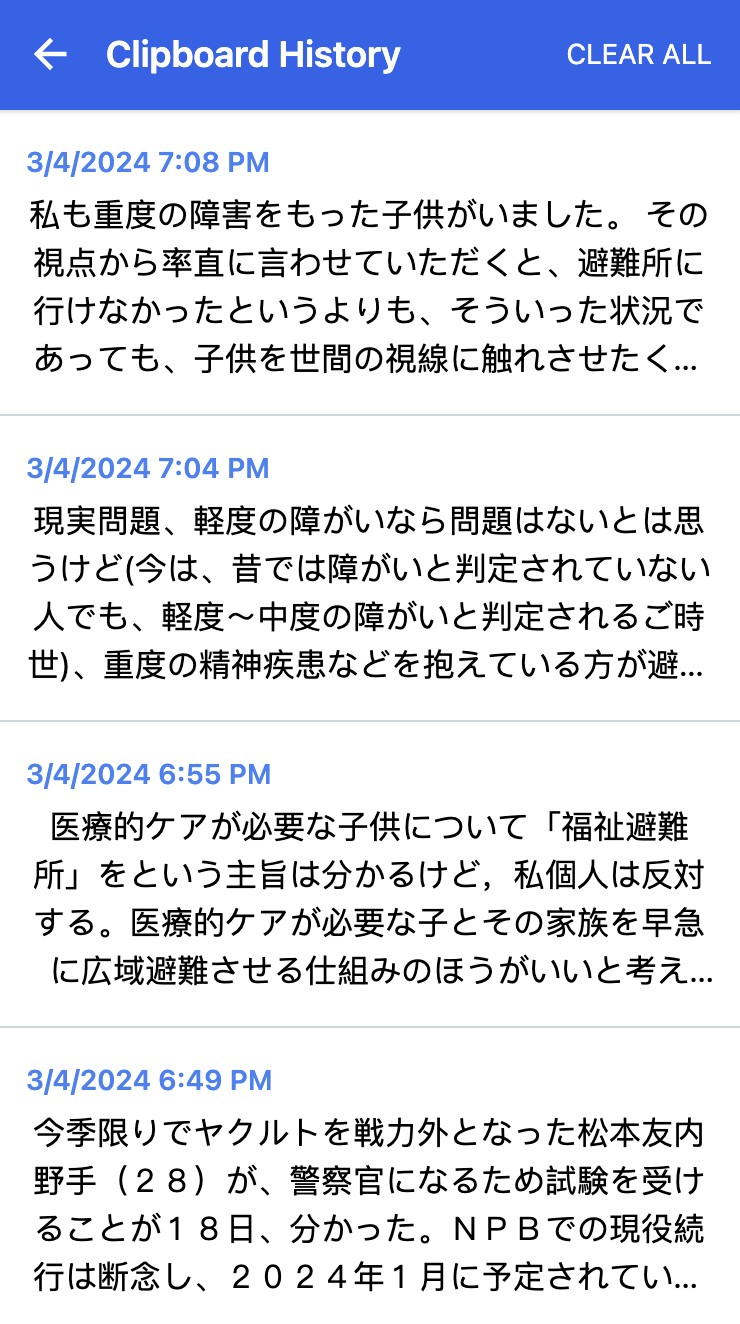 Clipboard History
CLEAR ALL
3/4/2024 7:08 PM
私も重度の障害をもった子供がいました。 その
視点から率直に言わせていただくと、避難所に
行けなかったというよりも、そういった状況で
あっても、子供を世間の視線に触れさせたく...
3/4/2024 7:04 PM
現実問題、軽度の障がいなら問題はないとは思
うけど(今は、昔では障がいと判定されていない
人でも、軽度〜中度の障がいと判定されるご時
世)、重度の精神疾患などを抱えている方が避...
3/4/2024 6:55 PM
医療的ケアが必要な子供について「福祉避難
所」をという主旨は分かるけど，私個人は反対
する。医療的ケアが必要な子とその家族を早急
に広域避難させる仕組みのほうがいいと考え...
3/4/2024 6:49 PM
今季限りでヤクルトを戦力外となった松本友内
野手（２８）が、警察官になるため試験を受け
ることが１８日、分かった。ＮＰＢでの現役続
行は断念し、２０２４年１月に予定されてい...